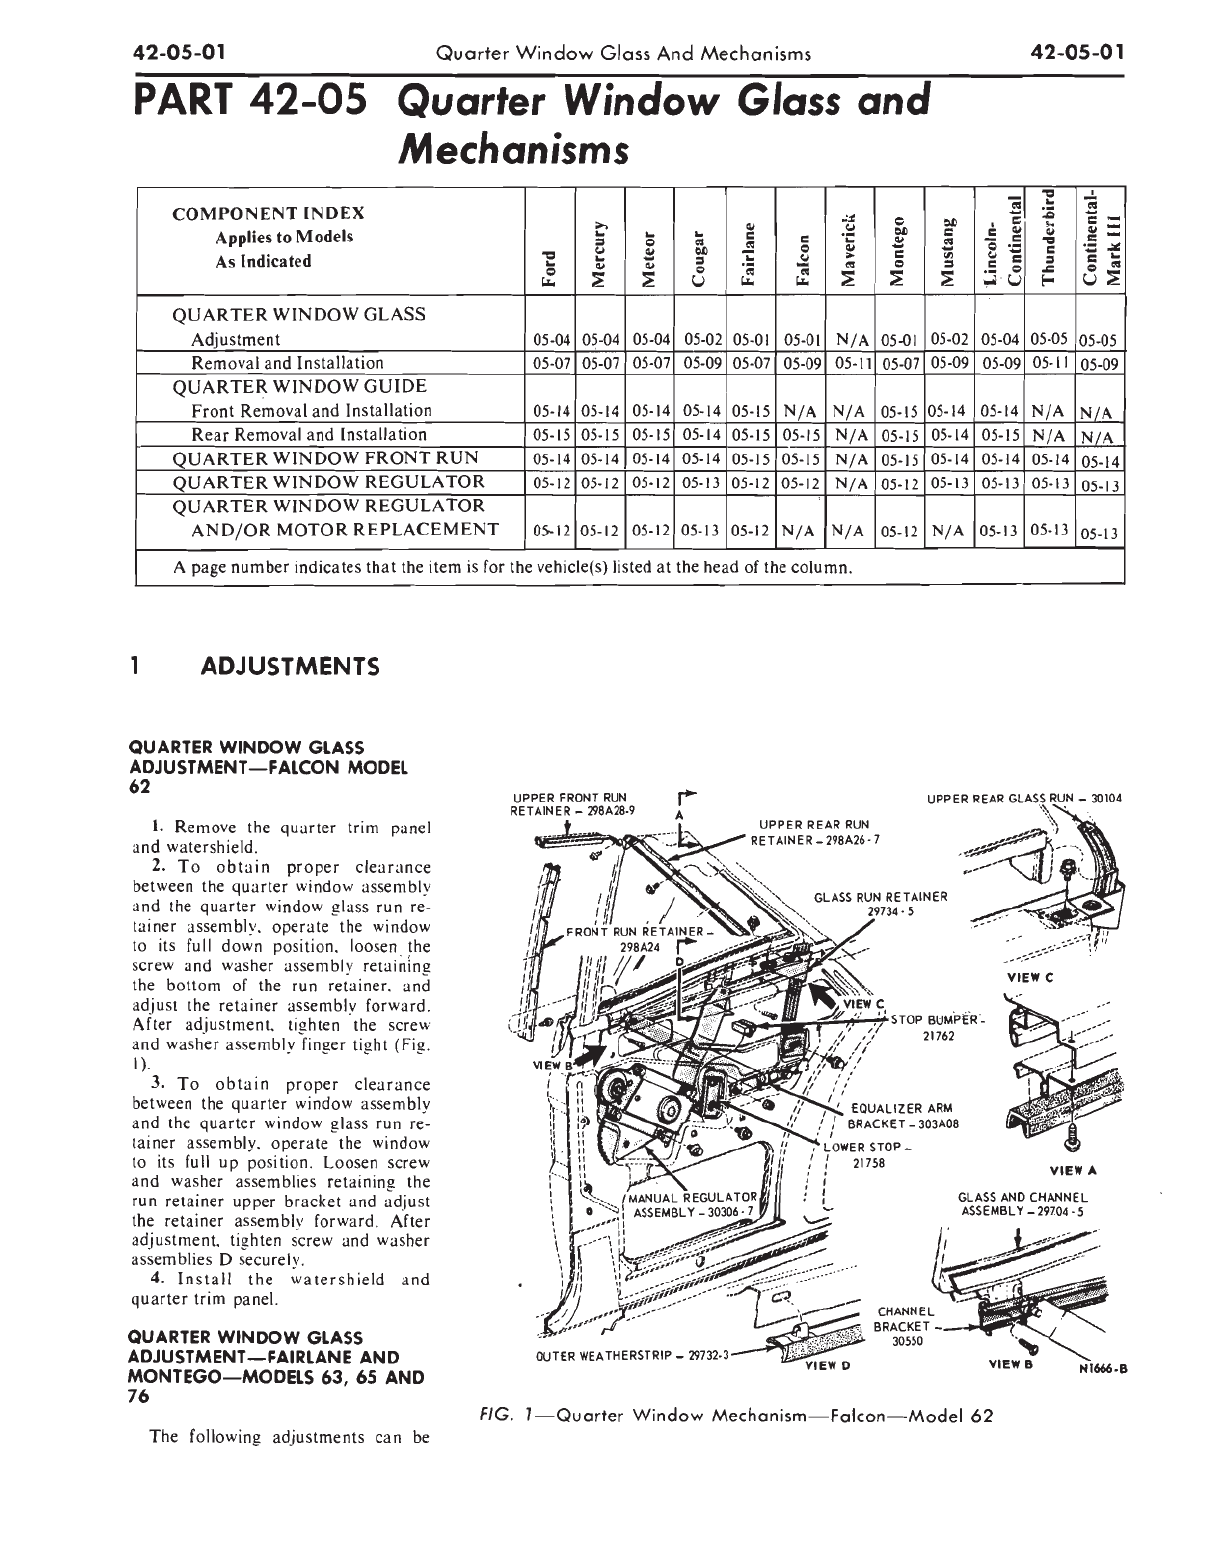 42-05-01 Quarter Window Glass And Mechanisms 42-05-01
PART 42-05 Quarter Window Glass and
Mechanisms
COMPONENT INDEX
Applies to Models
As Indicated
Ford Mercury Meteor Cougar Fairlane Falcon Maverick Montego Mustang Lincoln-Continental Thunderbird Continental-Mark III
QUARTER WINDOW GLASS
Adjustment 05-04 05-04 05-04 05-02 05-01 05-01 N/A 05-01 05-02 05-04 05-05 05-05
Removal and Installation 05-07 05-07 05-07 05-09 05-07 05-09 05-11 05-07 05-09 05-09 05-11 05-09
QUARTER WINDOW GUIDE
Front Removal and Installation 05-14 05-14 05-14 05-14 05-15 N/A N/A 05-15 05-14 05-14 N/A N/A
Rear Removal and Installation 05-15 05-15 05-15 05-14 05-15 05-15 N/A 05-15 05-14 05-15 N/A N/A
QUARTER WINDOW FRONT RUN 05-14 05-14 05-14 05-14 05-15 05-15 N/A 05-15 05-14 05-14 05-14 05-14
QUARTER WINDOW REGULATOR 05-12 05-12 05-12 05-13 05-12 05-12 N/A 05-12 05-13 05-13 05-13 05-13
QUARTER WINDOW REGULATOR
AND/OR MOTOR REPLACEMENT 05-12 05-12 05-12 05-13 05-12 N/A N/A 05-12 N/A 05-13 05-13 05-13
A page number indicates that the item is for the vehicle(s) listed at the head of the column.
1 ADJUSTMENTS
QUARTER WINDOW GLASS
ADJUSTMENT—FALCON MODEL
62
1. Remove the quarter trim panel
and watershield.
2. To obtain proper clearance
between the quarter window assembly
and the quarter window glass run re-
tainer assembly, operate the window
to its full down position, loosen the
screw and washer assembly retaining
the bottom of the run retainer, and
adjust the retainer assembly forward.
After adjustment, tighten the screw
and washer assembly finger tight (Fig.
1).
3. To obtain proper clearance
between the quarter window assembly
and the quarter window glass run re-
tainer assembly, operate the window
to its full up position. Loosen screw
and washer assemblies retaining the
run retainer upper bracket and adjust
the retainer assembly forward. After
adjustment, tighten screw and washer
assemblies D securely.
4. Install the watershield and
quarter trim panel.
QUARTER WINDOW GLASS
ADJUSTMENT—FAIRLANE AND
MONTEGO—MODELS 63, 65 AND
76
The following adjustments can be
UPPER FRONT RUN
RETAINER - 298A28-9
A
UPPER REAR RUN
RETAINER - 298A26-7
UPPER REAR GLASS RUN - 30104
GLASS RUN RETAINER
29734-5
FRONT RUN RETAINER -
298A24
D
VIEW C
VIEW C
STOP BUMPER -
21762
VIEW B
EQUALIZER ARM
BRACKET - 303A08
LOWER STOP -
21758
VIEW A
MANUAL REGULATOR
ASSEMBLY - 30306-7
GLASS AND CHANNEL
ASSEMBLY - 29704-5
CHANNEL
BRACKET -
30550
OUTER WEATHERSTRIP - 29732-3
VIEW D
VIEW B
N1666-B
FIG. 1—Quarter Window Mechanism—Falcon—Model 62